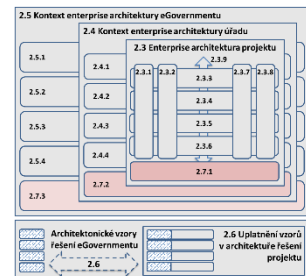 2.5 Kontext enterprise architektury eGovernmentu
2.4 Kontext enterprise architektury úřadu
2.3 Enterprise architektura projektu
2.3.9
2.5.1
2.4.1
2.3.1 2.3.2 2.3.3 2.3.7 2.3.8
2.5.2
2.4.2
2.3.4
2.5.3
2.4.3
2.3.5
2.5.4
2.4.4
2.3.6
2.7.3
2.7.2
2.7.1
Architektonické vzory
řešení eGovernmentu
2.6
2.6 Uplatnění vzorů
v architektuře řešení
projektu